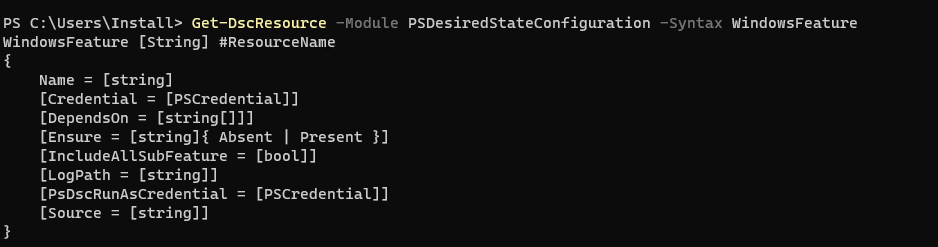 PS C:\Users\Install> Get-DscResource -Module PSDesiredStateConfiguration -Syntax WindowsFeature
WindowsFeature [String] #ResourceName
{
    Name = [string]
    [Credential = [PSCredential]]
    [DependsOn = [string[]]]
    [Ensure = [string]{ Absent | Present }]
    [IncludeAllSubFeature = [bool]]
    [LogPath = [string]]
    [PsDscRunAsCredential = [PSCredential]]
    [Source = [string]]
}